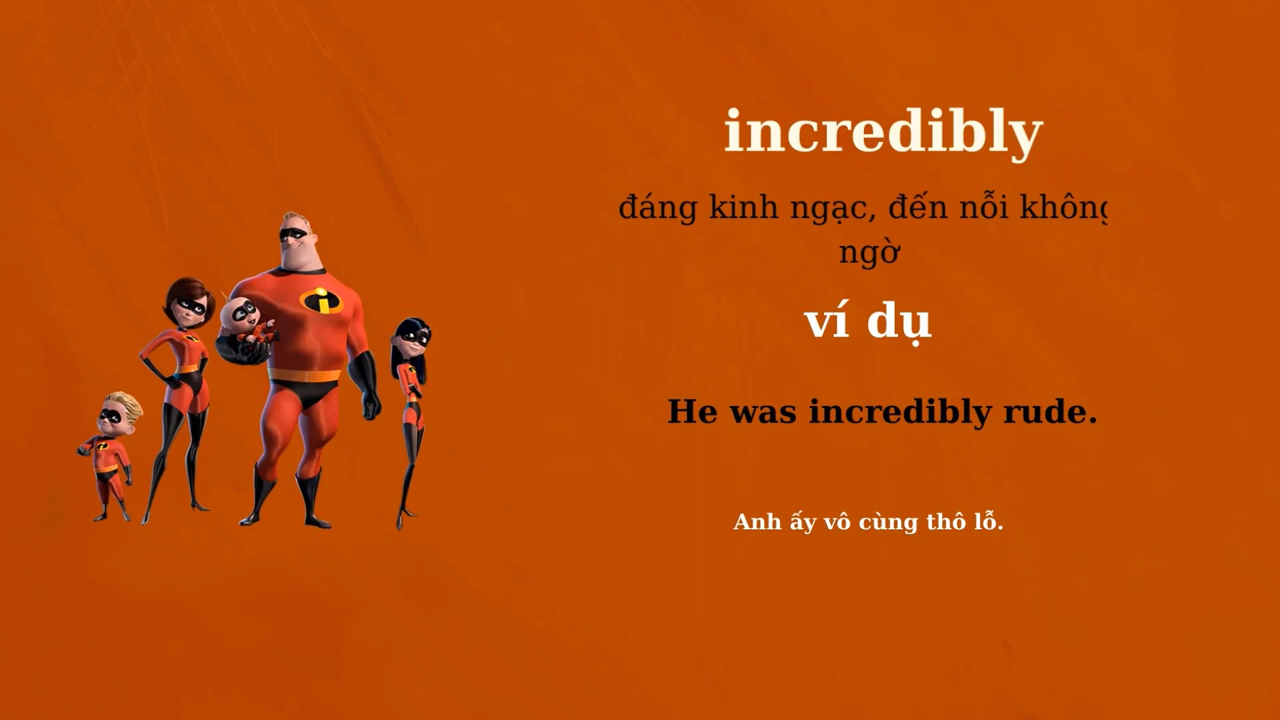 incredibly
đáng kinh ngạc, đến nỗi không
ngờ
ví dụ
He was incredibly rude.
Anh ấy vô cùng thô lỗ.